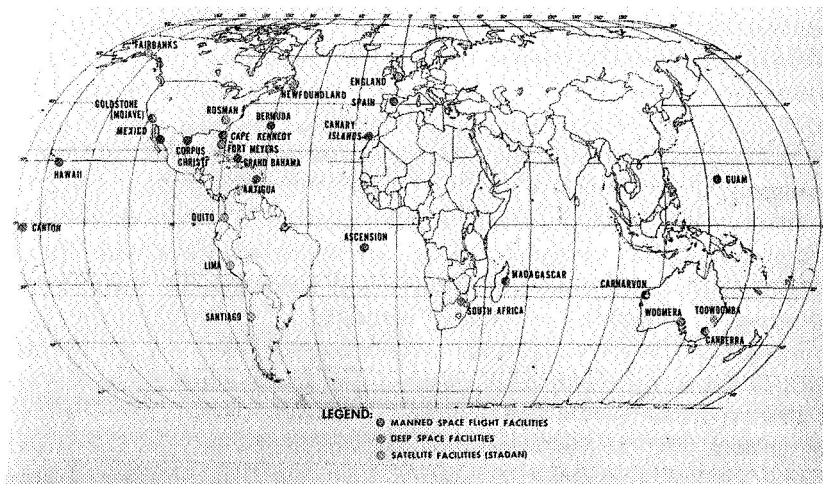 FAIRBANKS
ENGLAND
NEWFOUNDLAND
GOLDSTONE
(MOJAVE)
ROSMAN
BERMUDA
SPAIN
MEXICO
CAPE KENNEDY
CANARY
ISLANDS
CORPUS
CHRISTI
FORT MEYERS
GRAND BAHAMA
HAWAII
ANTIGUA
GUAM
QUITO
CANTON
ASCENSION
LIMA
MADAGASCAR
CARNARVON
SANTIAGO
SOUTH AFRICA
WOOMERA
TOOWOOMBA
CANBERRA
LEGEND:
MANNED SPACE FLIGHT FACILITIES
DEEP SPACE FACILITIES
SATELLITE FACILITIES (STADAN)